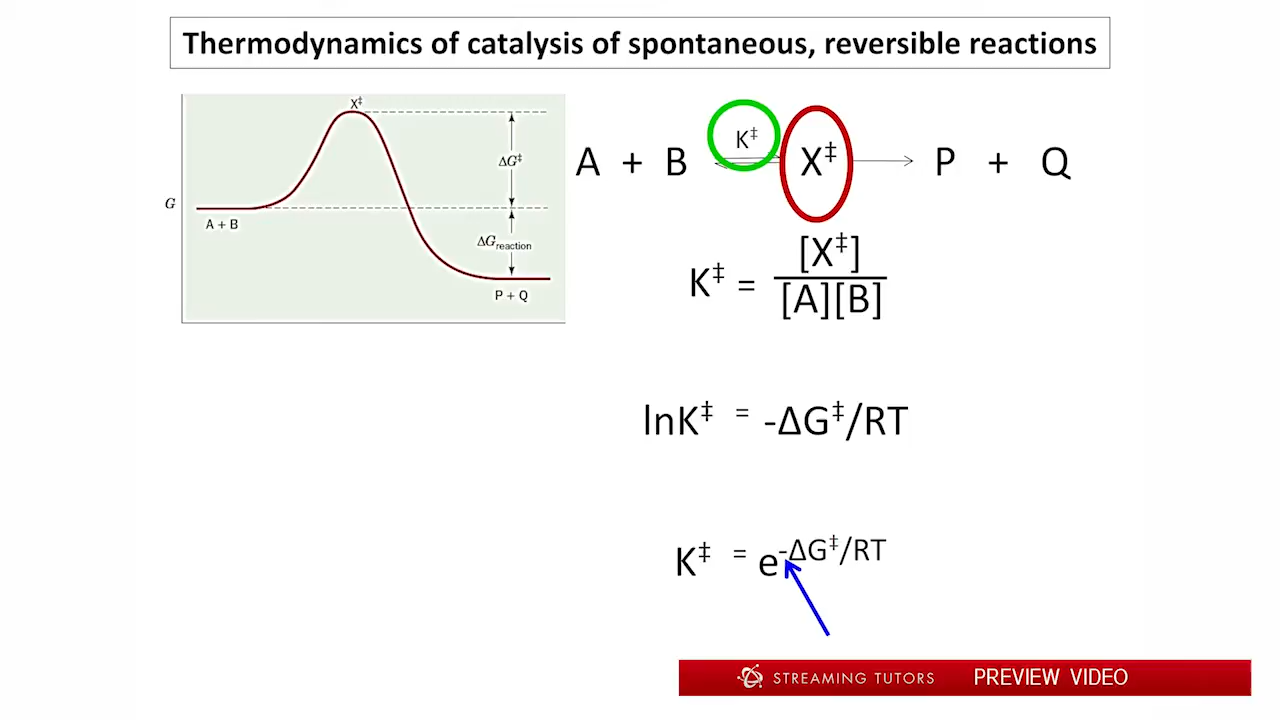 Thermodynamics of catalysis of spontaneous, reversible reactions
X‡
ΔG‡
G
A + B
ΔGreaction
P + Q
A + B K‡ X‡ P + Q
K‡ = [X‡]
[A][B]
lnK‡ = -ΔG‡/RT
K‡ = e-ΔG‡/RT
STREAMING TUTORS PREVIEW VIDEO